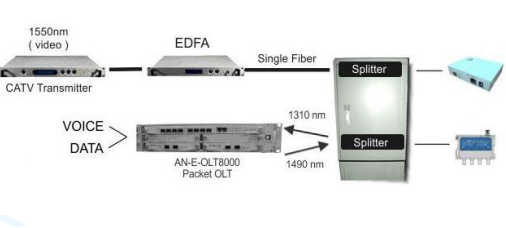 1550nm
( video )
EDFA
Single Fiber
Splitter
CATV Transmitter
1310 nm
VOICE
DATA
Splitter
AN-E-OLT8000
Packet OLT
1490 nm